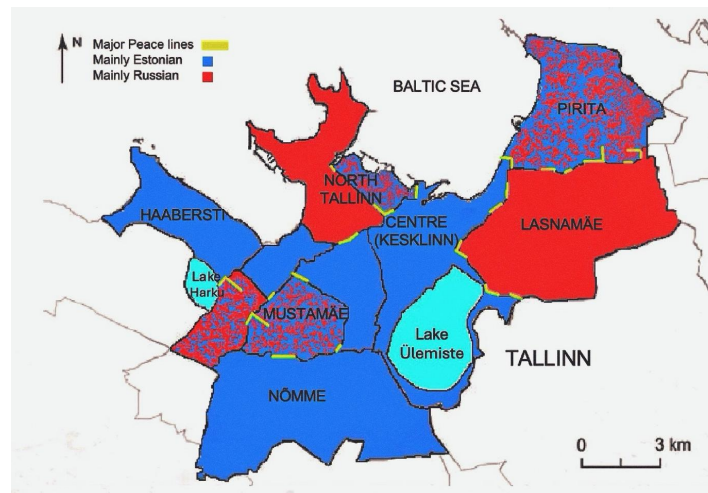 N
Major Peace lines
Mainly Estonian
Mainly Russian
BALTIC SEA
PIRITA
NORTH
TALLINN
HAABERSTI
CENTRE
(KESKLINN)
LASNAMÄE
Lake
Harku
MUSTAMÄE
Lake
Ülemiste
TALLINN
NÕMME
0 3 km